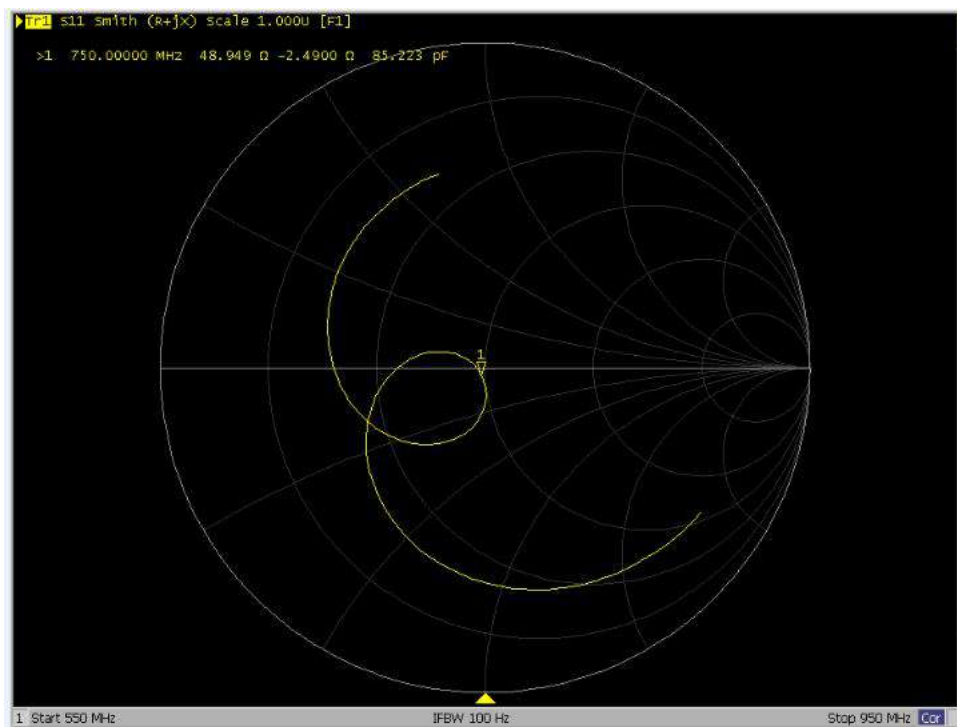 Tr1 S11 Smith (R+jX) Scale 1.000U [F1]
>1 750.00000 MHz 48.949 Ω -2.4900 Ω 85.223 pF
1
1 Start 550 MHz IFBW 100 Hz Stop 950 MHz Cor